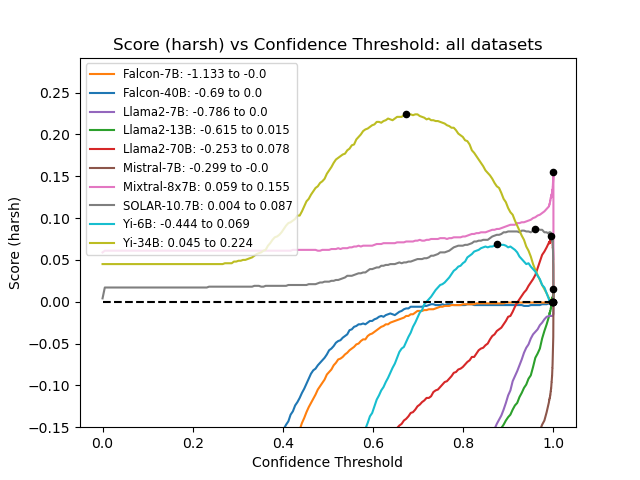 Score (harsh) vs Confidence Threshold: all datasets
Score (harsh)
0.25
0.20
0.15
0.10
0.05
0.00
−0.05
−0.10
−0.15
Falcon-7B: -1.133 to -0.0
Falcon-40B: -0.69 to 0.0
Llama2-7B: -0.786 to 0.0
Llama2-13B: -0.615 to 0.015
Llama2-70B: -0.253 to 0.078
Mistral-7B: -0.299 to -0.0
Mixtral-8x7B: 0.059 to 0.155
SOLAR-10.7B: 0.004 to 0.087
Yi-6B: -0.444 to 0.069
Yi-34B: 0.045 to 0.224
0.0 0.2 0.4 0.6 0.8 1.0
Confidence Threshold